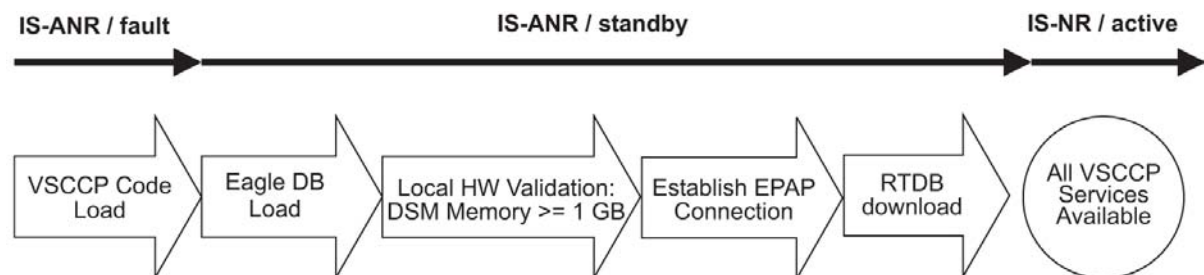 IS-ANR / fault
IS-ANR / standby
IS-NR / active
VSCCP Code
Load
Eagle DB
Load
Local HW Validation:
DSM Memory >= 1 GB
Establish EPAP
Connection
RTDB
download
All VSCCP
Services
Available